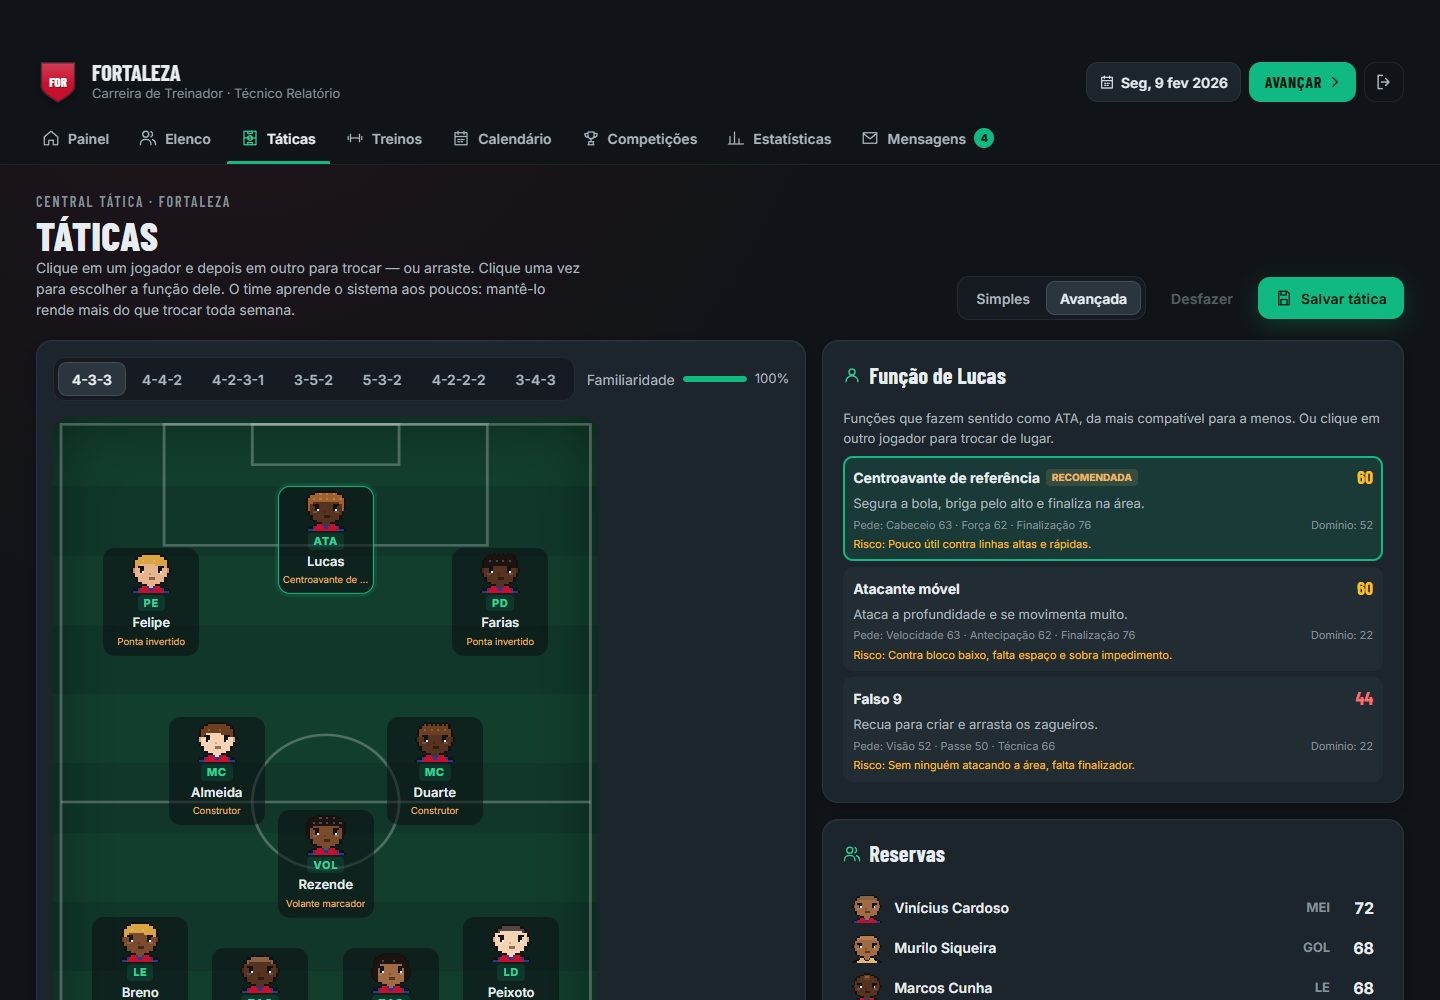 FOR
FORTALEZA
Carreira de Treinador · Técnico Relatório
Seg, 9 fev 2026
AVANÇAR
Painel
Elenco
Táticas
Treinos
Calendário
Competições
Estatísticas
Mensagens 4
CENTRAL TÁTICA · FORTALEZA
TÁTICAS
Clique em um jogador e depois em outro para trocar — ou arraste. Clique uma vez
para escolher a função dele. O time aprende o sistema aos poucos: mantê-lo
rende mais do que trocar toda semana.
Simples
Avançada
Desfazer
Salvar tática
4-3-3
4-4-2
4-2-3-1
3-5-2
5-3-2
4-2-2-2
3-4-3
Familiaridade
100%
ATA
Lucas
Centroavante de ...
PE
Felipe
Ponta invertido
PD
Farias
Ponta invertido
MC
Almeida
Construtor
MC
Duarte
Construtor
VOL
Rezende
Volante marcador
LE
Breno
LD
Peixoto
Função de Lucas
Funções que fazem sentido como ATA, da mais compatível para a menos. Ou clique em
outro jogador para trocar de lugar.
Centroavante de referência RECOMENDADA 60
Segura a bola, briga pelo alto e finaliza na área.
Pede: Cabeceio 63 · Força 62 · Finalização 76 Domínio: 52
Risco: Pouco útil contra linhas altas e rápidas.
Atacante móvel 60
Ataca a profundidade e se movimenta muito.
Pede: Velocidade 63 · Antecipação 62 · Finalização 76 Domínio: 22
Risco: Contra bloco baixo, falta espaço e sobra impedimento.
Falso 9 44
Recua para criar e arrasta os zagueiros.
Pede: Visão 52 · Passe 50 · Técnica 66 Domínio: 22
Risco: Sem ninguém atacando a área, falta finalizador.
Reservas
Vinícius Cardoso MEI 72
Murilo Siqueira GOL 68
Marcos Cunha LE 68